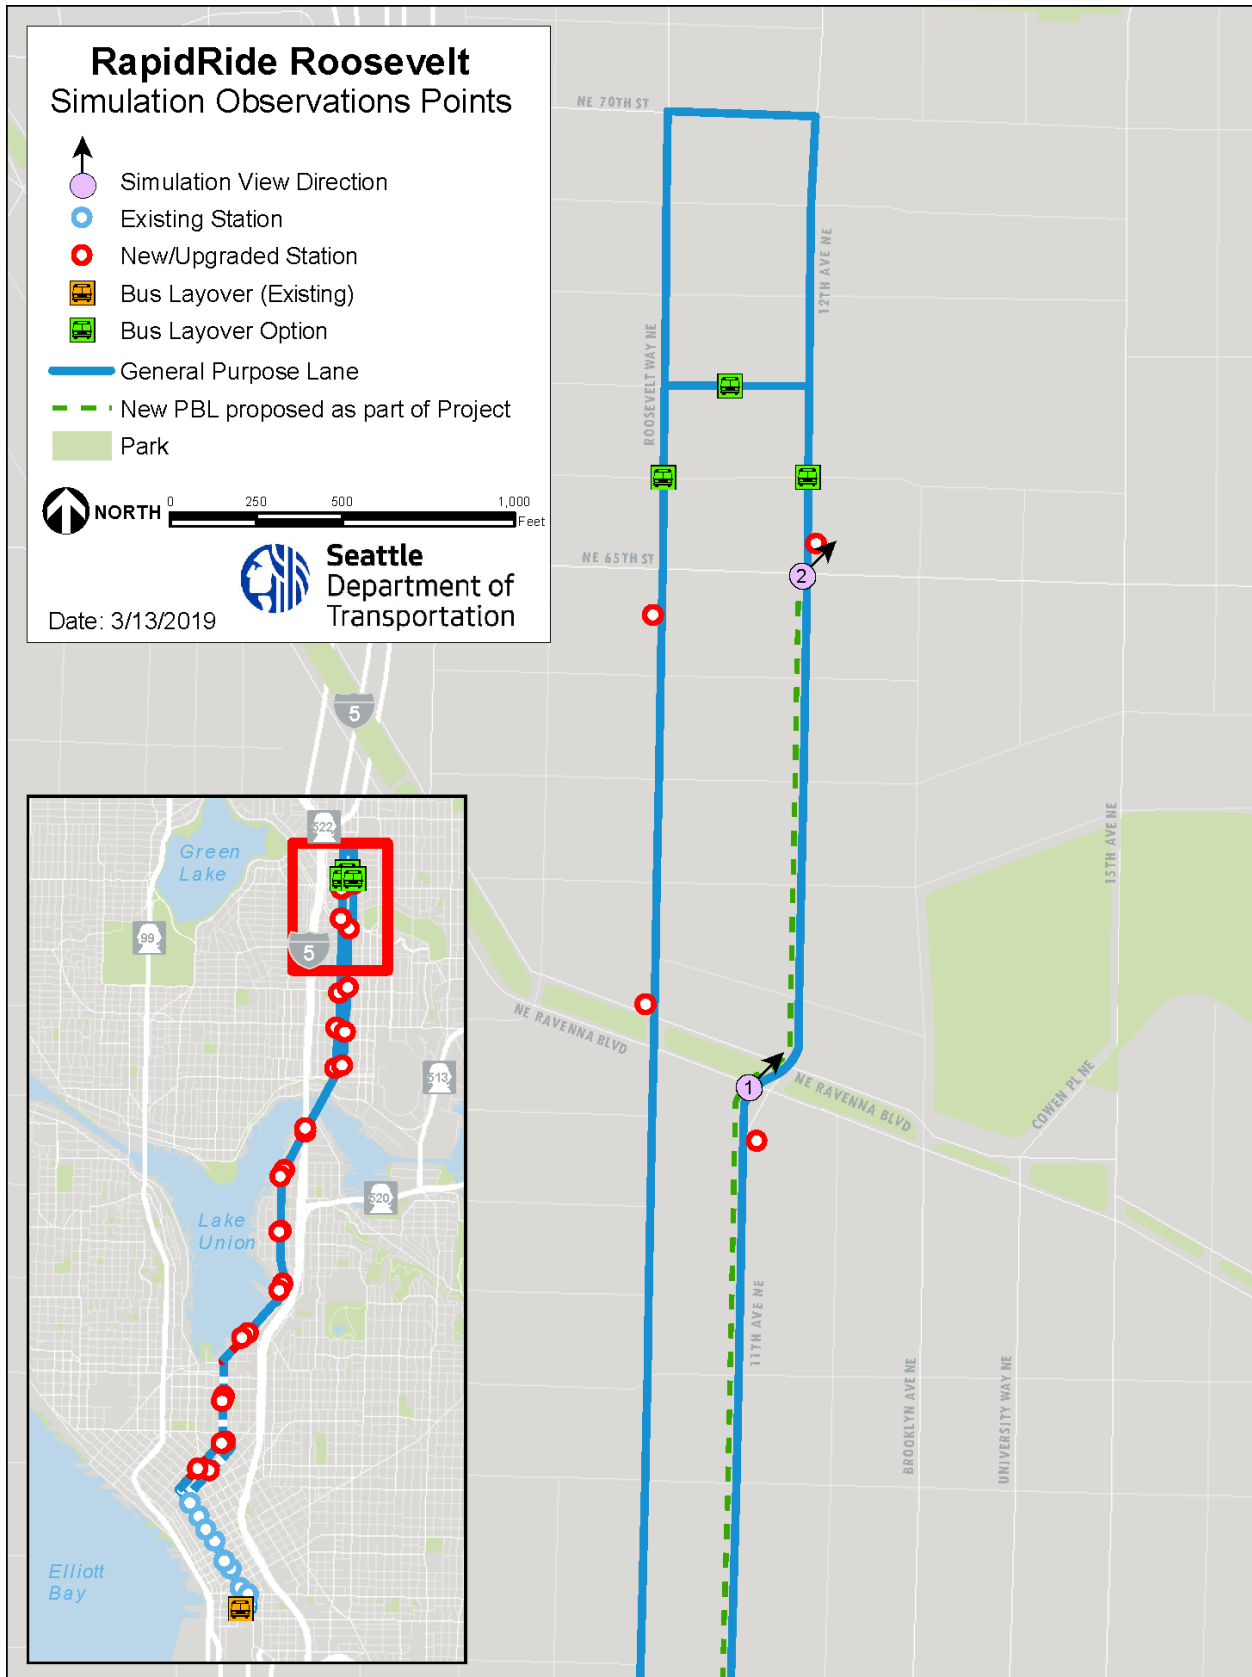 RapidRide Roosevelt
Simulation Observations Points
Simulation View Direction
Existing Station
New/Upgraded Station
Bus Layover (Existing)
Bus Layover Option
General Purpose Lane
New PBL proposed as part of Project
Park
NORTH
0 250 500 1,000
Feet
Seattle
Department of
Transportation
Date: 3/13/2019
NE 70TH ST
12TH AVE NE
ROOSEVELT WAY NE
NE 65TH ST
2
5
15TH AVE NE
NE RAVENNA BLVD
1
NE RAVENNA BLVD
COWEN PL NE
11TH AVE NE
BROOKLYN AVE NE
UNIVERSITY WAY NE
522
Green
Lake
99
5
513
520
Lake
Union
Elliott
Bay